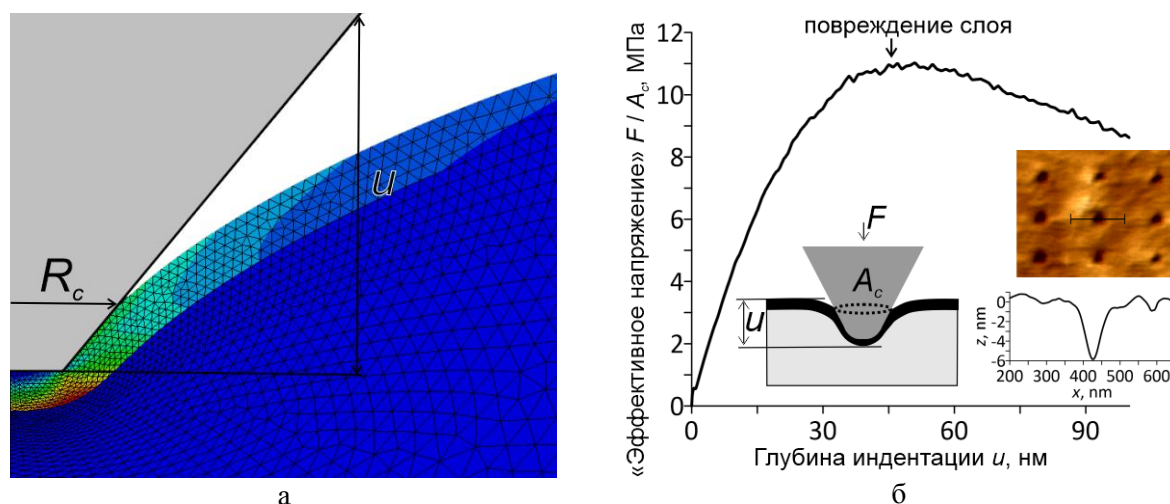 u
R_c
а
повреждение слоя
«Эффективное напряжение» F / A_c, МПа
12
10
8
6
4
2
0
F
A_c
u
z, nm
0
-2
-4
-6
200 300 400 500 600
x, nm
0 30 60 90
Глубина индентации u, нм
б